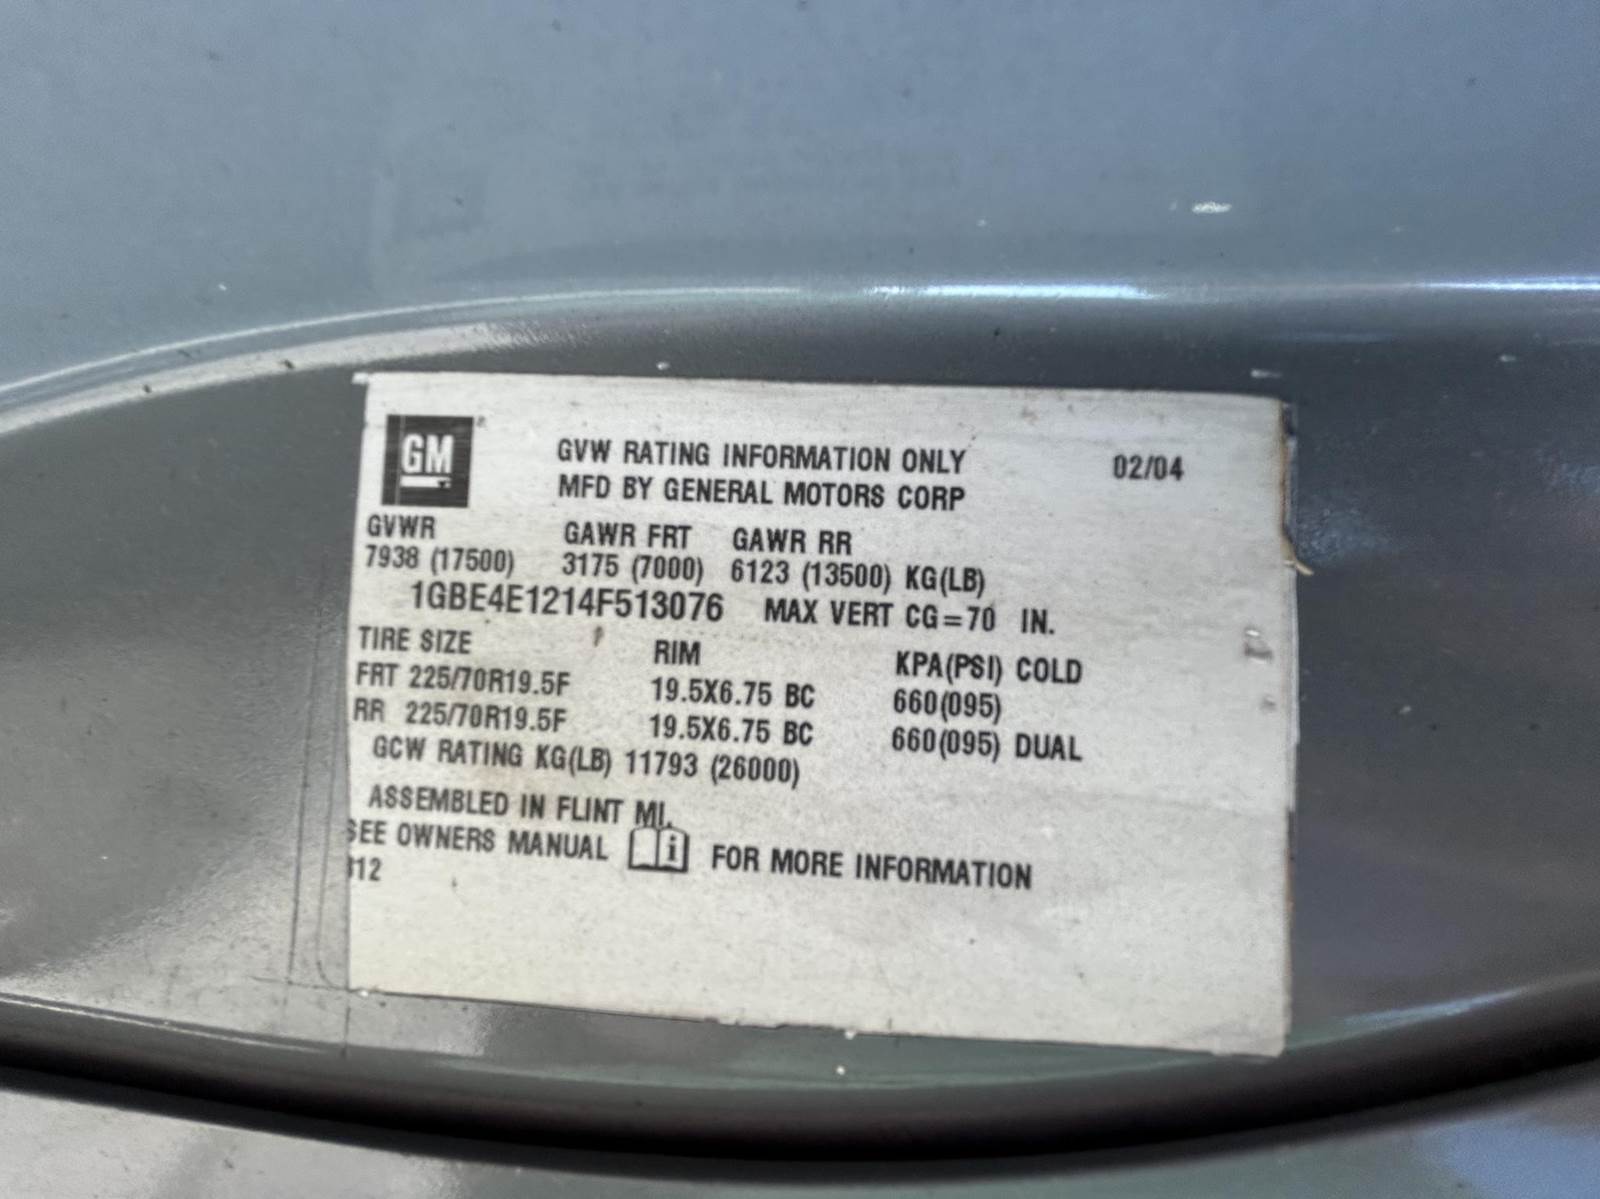 GM
GVW RATING INFORMATION ONLY 02/04
MFD BY GENERAL MOTORS CORP
GVWR GAWR FRT GAWR RR
7938 (17500) 3175 (7000) 6123 (13500) KG(LB)
1GBE4E1214F513076 MAX VERT CG=70 IN.
TIRE SIZE RIM KPA(PSI) COLD
FRT 225/70R19.5F 19.5X6.75 BC 660(095)
RR 225/70R19.5F 19.5X6.75 BC 660(095) DUAL
GCW RATING KG(LB) 11793 (26000)
ASSEMBLED IN FLINT MI.
SEE OWNERS MANUAL i FOR MORE INFORMATION